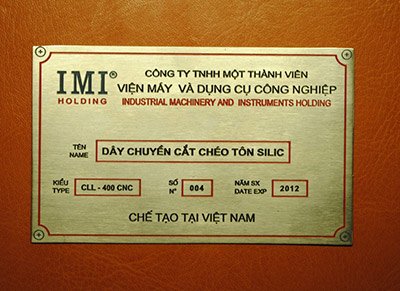 IMI®
HOLDING
CÔNG TY TNHH MỘT THÀNH VIÊN
VIỆN MÁY VÀ DỤNG CỤ CÔNG NGHIỆP
INDUSTRIAL MACHINERY AND INSTRUMENTS HOLDING
TÊN
NAME
DÂY CHUYỀN CẮT CHÉO TÔN SILIC
KIỂU
TYPE
CLL - 400 CNC
SỐ
N°
004
NĂM SX
DATE EXP
2012
CHẾ TẠO TẠI VIỆT NAM